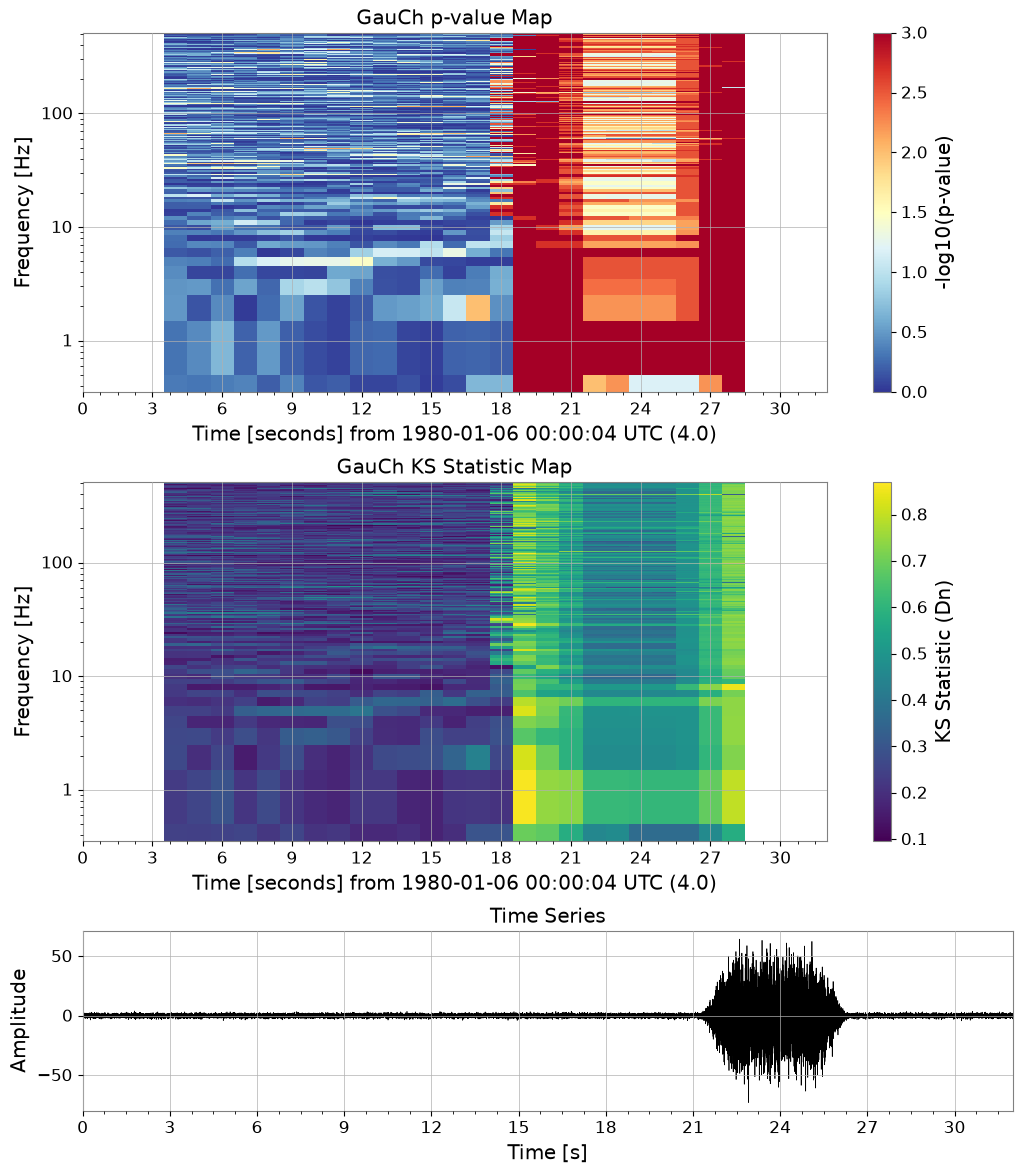 GauCh p-value Map
Frequency [Hz]
100
10
1
0 3 6 9 12 15 18 21 24 27 30
Time [seconds] from 1980-01-06 00:00:04 UTC (4.0)
3.0
2.5
2.0
1.5
1.0
0.5
0.0
-log10(p-value)
GauCh KS Statistic Map
Frequency [Hz]
100
10
1
0 3 6 9 12 15 18 21 24 27 30
Time [seconds] from 1980-01-06 00:00:04 UTC (4.0)
0.8
0.7
0.6
0.5
0.4
0.3
0.2
0.1
KS Statistic (Dn)
Time Series
Amplitude
50
0
−50
0 3 6 9 12 15 18 21 24 27 30
Time [s]